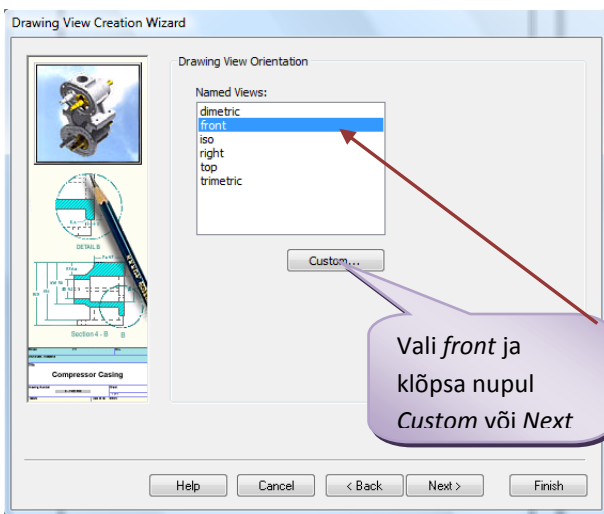 Drawing View Creation Wizard
Drawing View Orientation
Named Views:
dimetric
front
iso
right
top
trimetric
Custom...
DETAIL B
Section 4 - B
B
Compressor Casing
Vali front ja
klõpsa nupul
Custom või Next
Help
Cancel
< Back
Next >
Finish